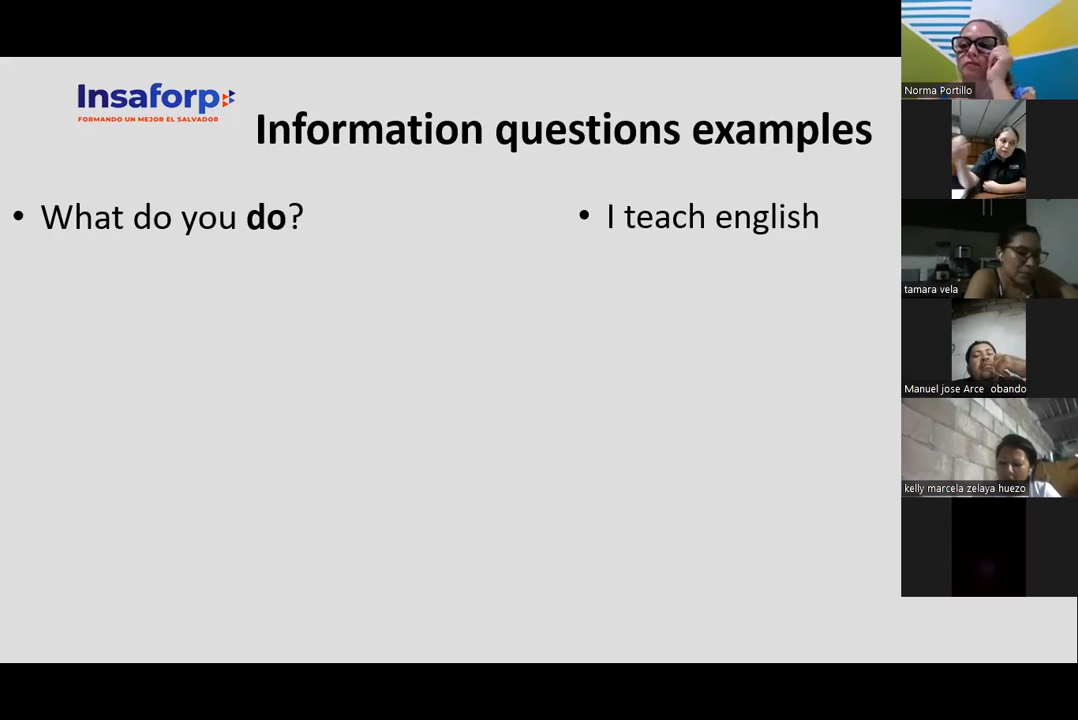 Insaforp
FORMANDO UN MEJOR EL SALVADOR
Information questions examples
• What do you do?
• I teach english
Norma Portillo
tamara vela
Manuel jose Arce obando
kelly marcela zelaya huezo